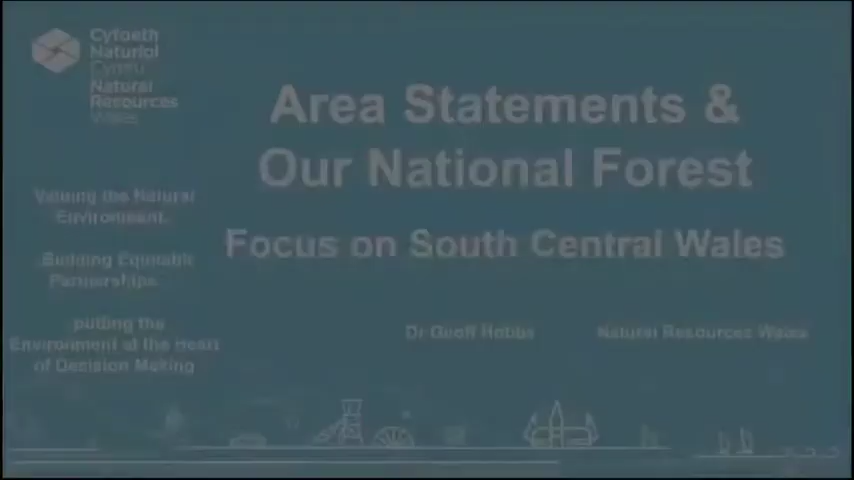 Cyfoeth
Naturiol
Cymru
Natural
Resources
Wales
Area Statements &
Our National Forest
Focus on South Central Wales
Valuing the Natural
Environment.
Building Equitable
Partnerships.
putting the
Environment at the Heart
of Decision Making
Dr Geoff Hobbs
Natural Resources Wales